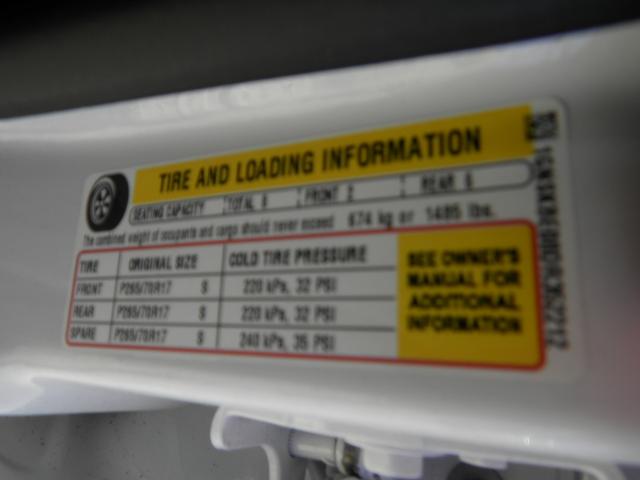 TIRE AND LOADING INFORMATION
SEATING CAPACITY TOTAL 8 FRONT 2 REAR 6
The combined weight of occupants and cargo should never exceed 674 kg or 1485 lbs.
TIRE ORIGINAL SIZE COLD TIRE PRESSURE
FRONT P265/70R17 S 220 kPa, 32 PSI
REAR P265/70R17 S 220 kPa, 32 PSI
SPARE P265/70R17 S 240 kPa, 35 PSI
SEE OWNER'S
MANUAL FOR
ADDITIONAL
INFORMATION